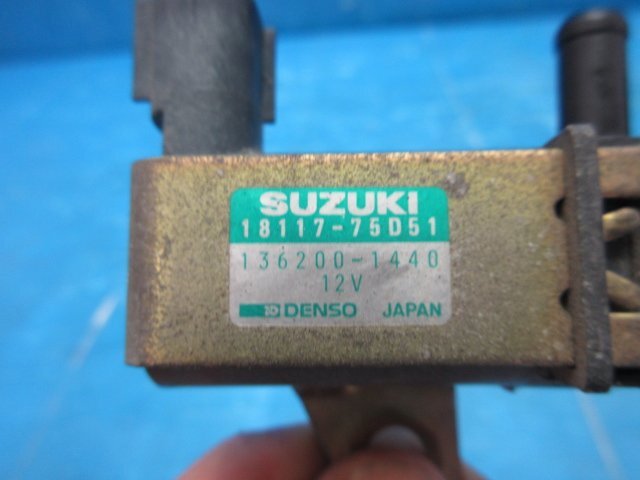 SUZUKI
18117-75D51
136200-1440
12V
DENSO JAPAN